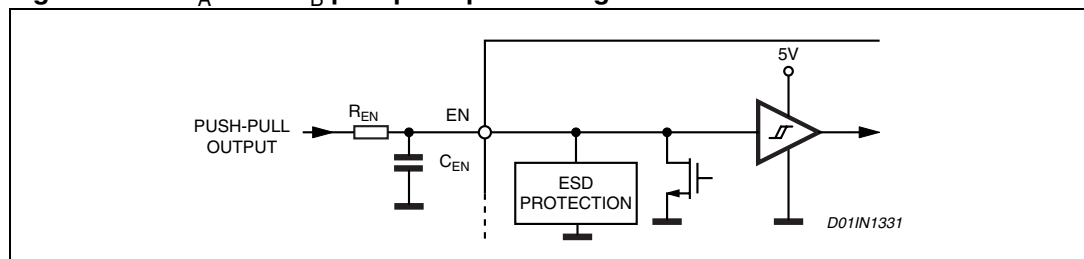 A B
5V
R_EN EN
PUSH-PULL
OUTPUT
C_EN
ESD
PROTECTION
D01IN1331